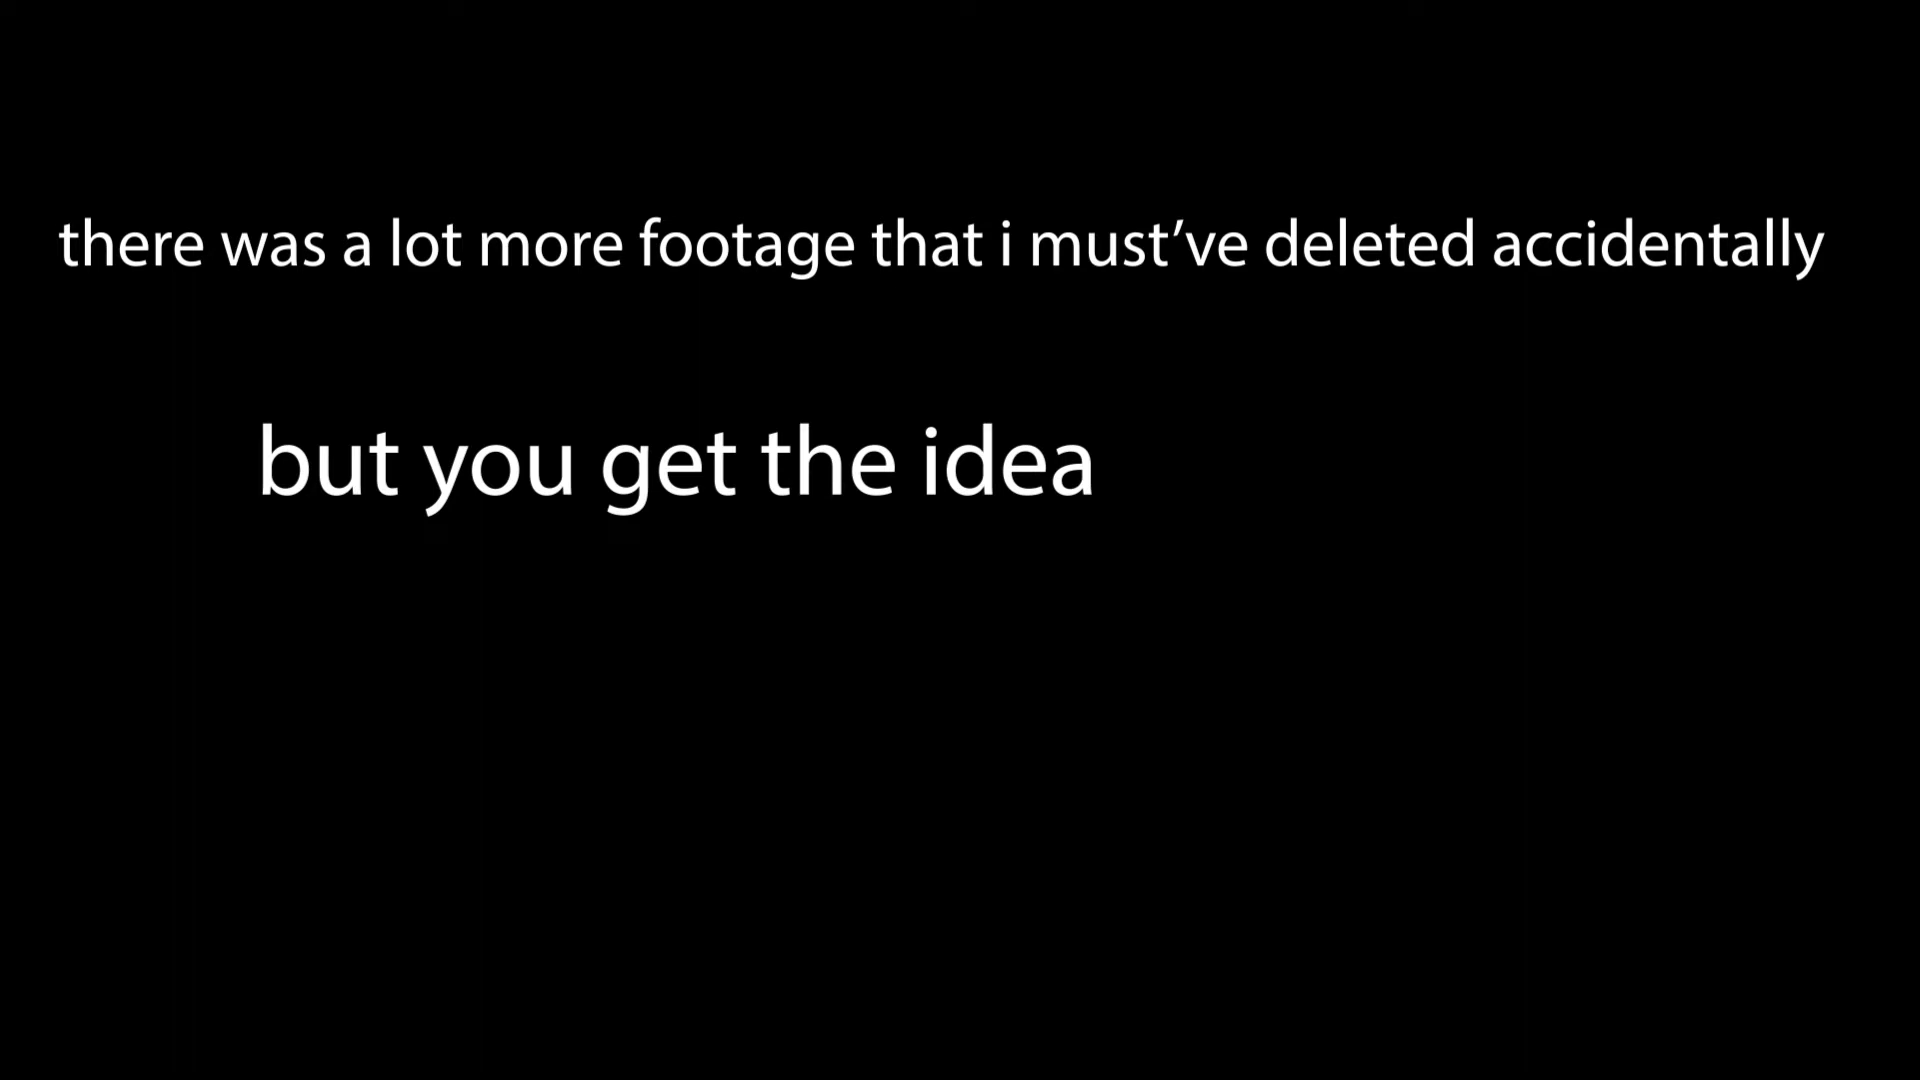 there was a lot more footage that i must’ve deleted accidentally
but you get the idea